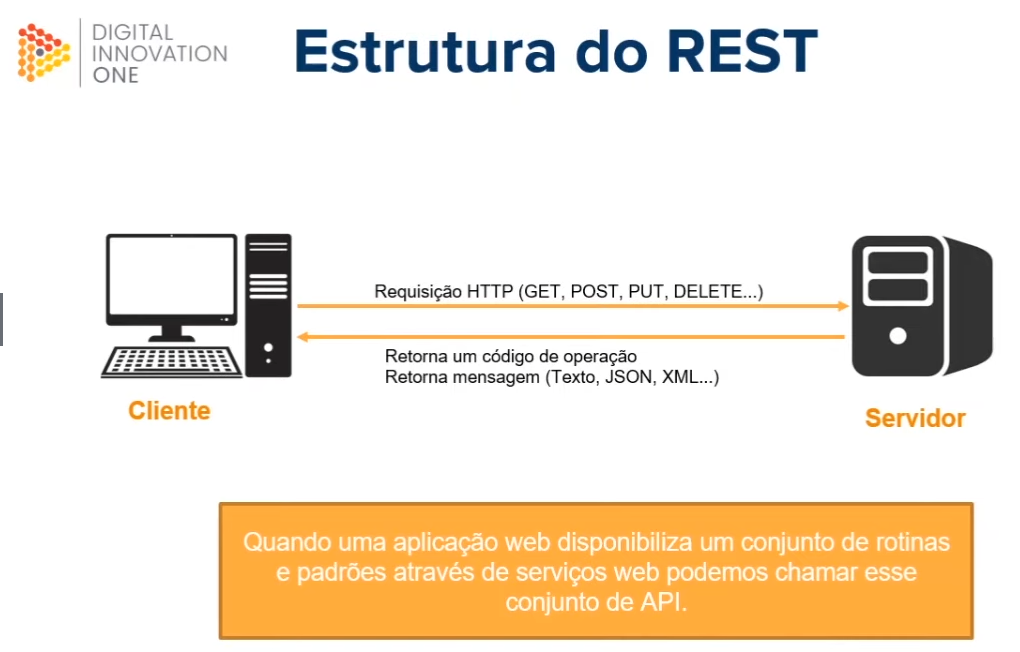 DIGITAL
INNOVATION
ONE
Estrutura do REST
Requisição HTTP (GET, POST, PUT, DELETE...)
Retorna um código de operação
Retorna mensagem (Texto, JSON, XML...)
Cliente
Servidor
Quando uma aplicação web disponibiliza um conjunto de rotinas
e padrões através de serviços web podemos chamar esse
conjunto de API.